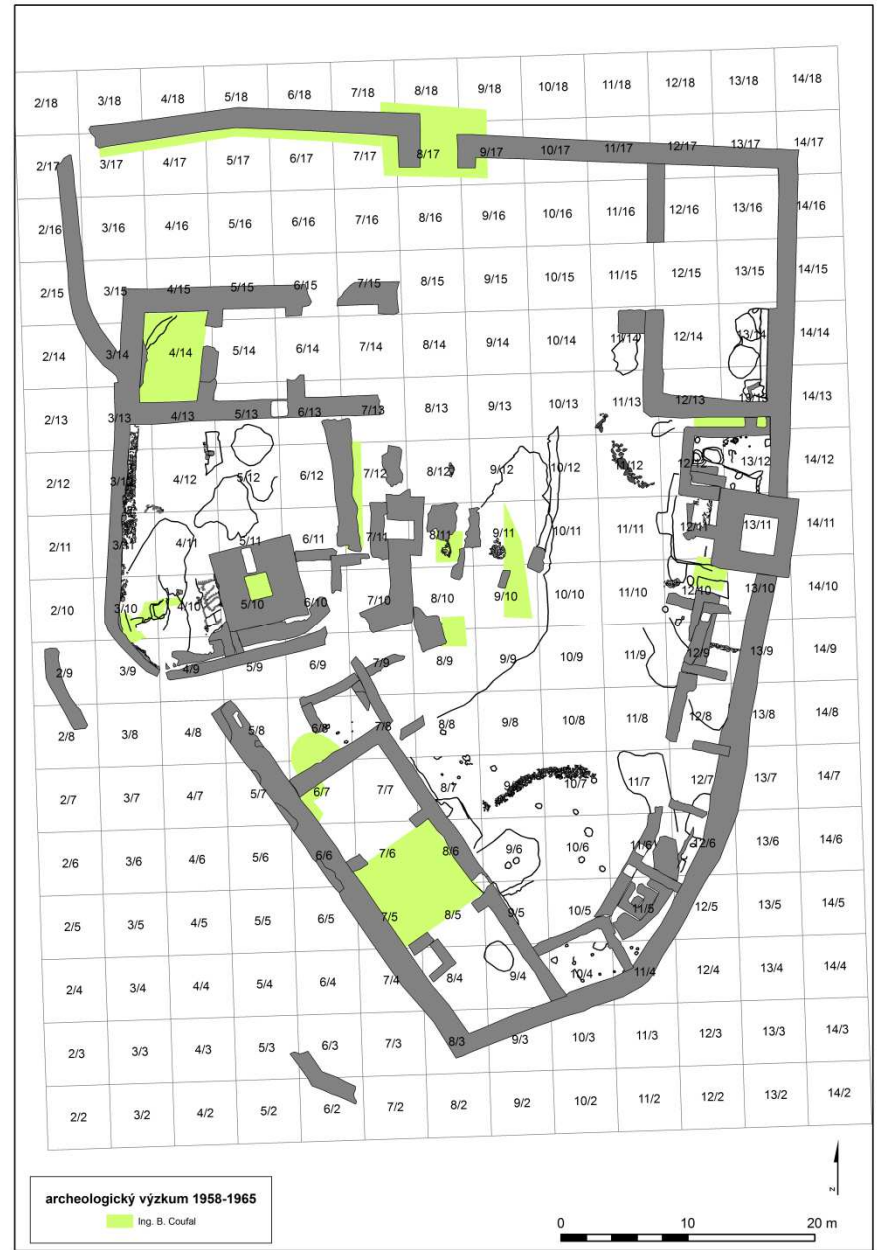 2/18 3/18 4/18 5/18 6/18 7/18 8/18 9/18 10/18 11/18 12/18 13/18 14/18
2/17 3/17 4/17 5/17 6/17 7/17 8/17 9/17 10/17 11/17 12/17 13/17 14/17
2/16 3/16 4/16 5/16 6/16 7/16 8/16 9/16 10/16 11/16 12/16 13/16 14/16
2/15 3/15 4/15 5/15 6/15 7/15 8/15 9/15 10/15 11/15 12/15 13/15 14/15
2/14 3/14 4/14 5/14 6/14 7/14 8/14 9/14 10/14 11/14 12/14 13/14 14/14
2/13 3/13 4/13 5/13 6/13 7/13 8/13 9/13 10/13 11/13 12/13 13/13 14/13
2/12 3/12 4/12 5/12 6/12 7/12 8/12 9/12 10/12 11/12 12/12 13/12 14/12
2/11 3/11 4/11 5/11 6/11 7/11 8/11 9/11 10/11 11/11 12/11 13/11 14/11
2/10 3/10 4/10 5/10 6/10 7/10 8/10 9/10 10/10 11/10 12/10 13/10 14/10
2/9 3/9 4/9 5/9 6/9 7/9 8/9 9/9 10/9 11/9 12/9 13/9 14/9
2/8 3/8 4/8 5/8 6/8 7/8 8/8 9/8 10/8 11/8 12/8 13/8 14/8
2/7 3/7 4/7 5/7 6/7 7/7 8/7 9/7 10/7 11/7 12/7 13/7 14/7
2/6 3/6 4/6 5/6 6/6 7/6 8/6 9/6 10/6 11/6 12/6 13/6 14/6
2/5 3/5 4/5 5/5 6/5 7/5 8/5 9/5 10/5 11/5 12/5 13/5 14/5
2/4 3/4 4/4 5/4 6/4 7/4 8/4 9/4 10/4 11/4 12/4 13/4 14/4
2/3 3/3 4/3 5/3 6/3 7/3 8/3 9/3 10/3 11/3 12/3 13/3 14/3
2/2 3/2 4/2 5/2 6/2 7/2 8/2 9/2 10/2 11/2 12/2 13/2 14/2
archeologický výzkum 1958-1965
Ing. B. Coufal
N
0 10 20 m